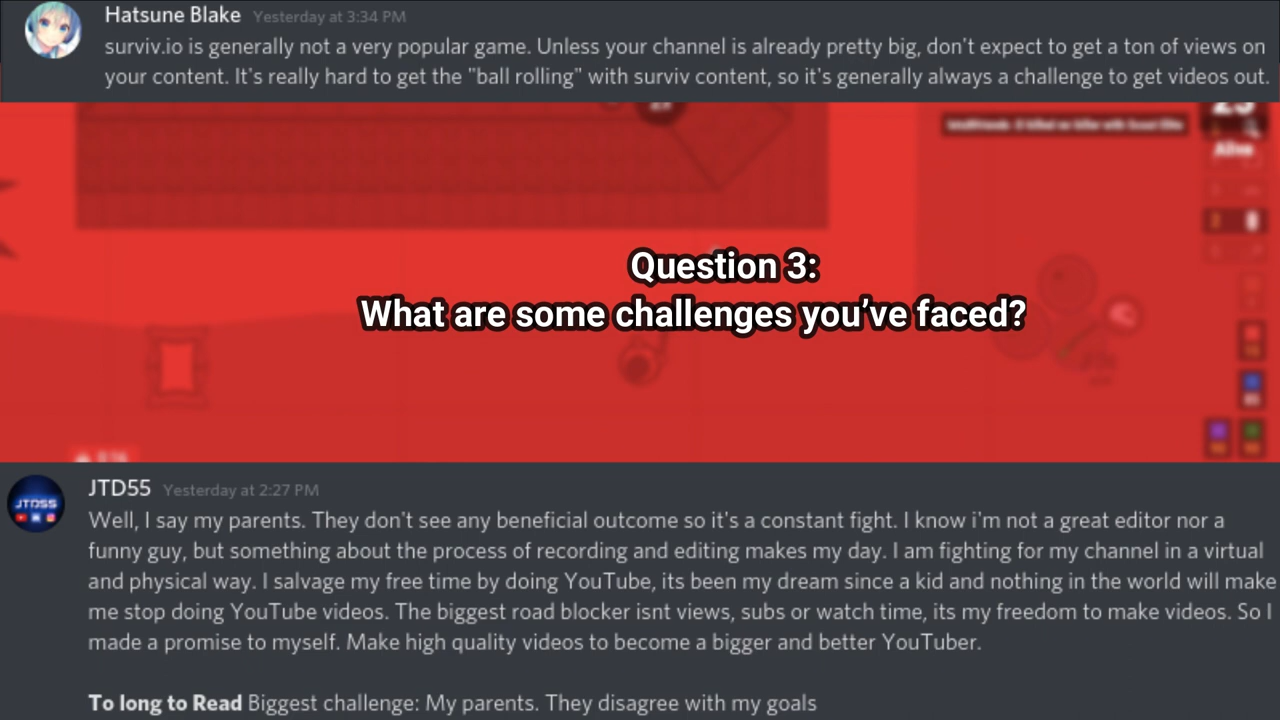 Hatsune Blake Yesterday at 3:34 PM
surviv.io is generally not a very popular game. Unless your channel is already pretty big, don't expect to get a ton of views on
your content. It's really hard to get the "ball rolling" with surviv content, so it's generally always a challenge to get videos out.
Alive
Question 3:
What are some challenges you've faced?
JTD55 Yesterday at 2:27 PM
JTD55
Well, I say my parents. They don't see any beneficial outcome so it's a constant fight. I know i'm not a great editor nor a
funny guy, but something about the process of recording and editing makes my day. I am fighting for my channel in a virtual
and physical way. I salvage my free time by doing YouTube, its been my dream since a kid and nothing in the world will make
me stop doing YouTube videos. The biggest road blocker isnt views, subs or watch time, its my freedom to make videos. So I
made a promise to myself. Make high quality videos to become a bigger and better YouTuber.
To long to Read Biggest challenge: My parents. They disagree with my goals